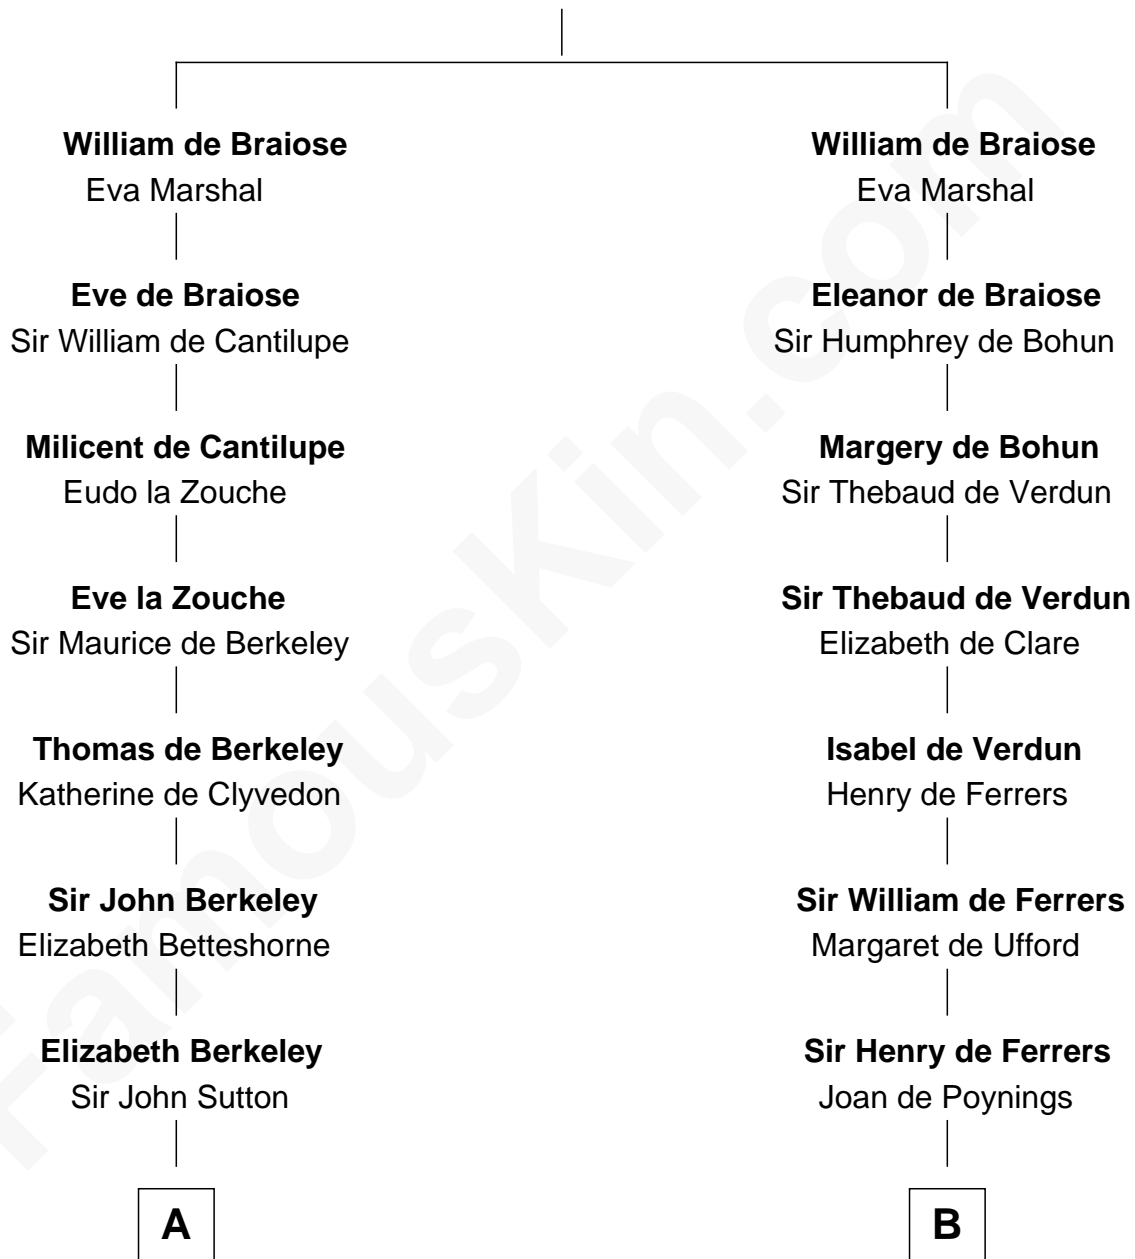 William de Braiose
Eva Marshal
Eve de Braiose
Sir William de Cantilupe
Milicent de Cantilupe
Eudo la Zouche
Eve la Zouche
Sir Maurice de Berkeley
Thomas de Berkeley
Katherine de Clyvedon
Sir John Berkeley
Elizabeth Betteshorne
Elizabeth Berkeley
Sir John Sutton
A
William de Braiose
Eva Marshal
Eleanor de Braiose
Sir Humphrey de Bohun
Margery de Bohun
Sir Thebaud de Verdun
Sir Thebaud de Verdun
Elizabeth de Clare
Isabel de Verdun
Henry de Ferrers
Sir William de Ferrers
Margaret de Ufford
Sir Henry de Ferrers
Joan de Poynings
B
FamousKin.com